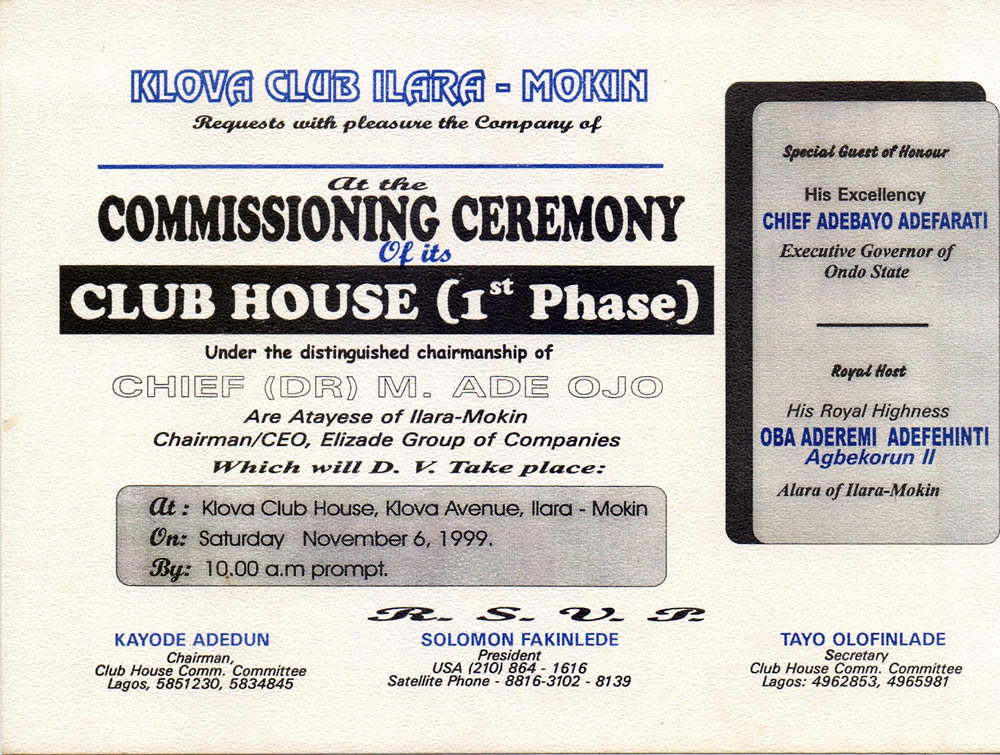 KLOVA CLUB ILARA - MOKIN
Requests with pleasure the Company of
At the
COMMISSIONING CEREMONY
Of its
CLUB HOUSE (1st Phase)
Under the distinguished chairmanship of
CHIEF (DR) M. ADE OJO
Are Atayese of Ilara-Mokin
Chairman/CEO, Elizade Group of Companies
Which will D. V. Take place:
At : Klova Club House, Klova Avenue, Ilara - Mokin
On: Saturday November 6, 1999.
By: 10.00 a.m prompt.
Special Guest of Honour
His Excellency
CHIEF ADEBAYO ADEFARATI
Executive Governor of
Ondo State
Royal Host
His Royal Highness
OBA ADEREMI ADEFEHINTI
Agbekorun II
Alara of Ilara-Mokin
R. S. V. P.
KAYODE ADEDUN
Chairman,
Club House Comm. Committee
Lagos, 5851230, 5834845
SOLOMON FAKINLEDE
President
USA (210) 864 - 1616
Satellite Phone - 8816-3102 - 8139
TAYO OLOFINLADE
Secretary
Club House Comm. Committee
Lagos: 4962853, 4965981